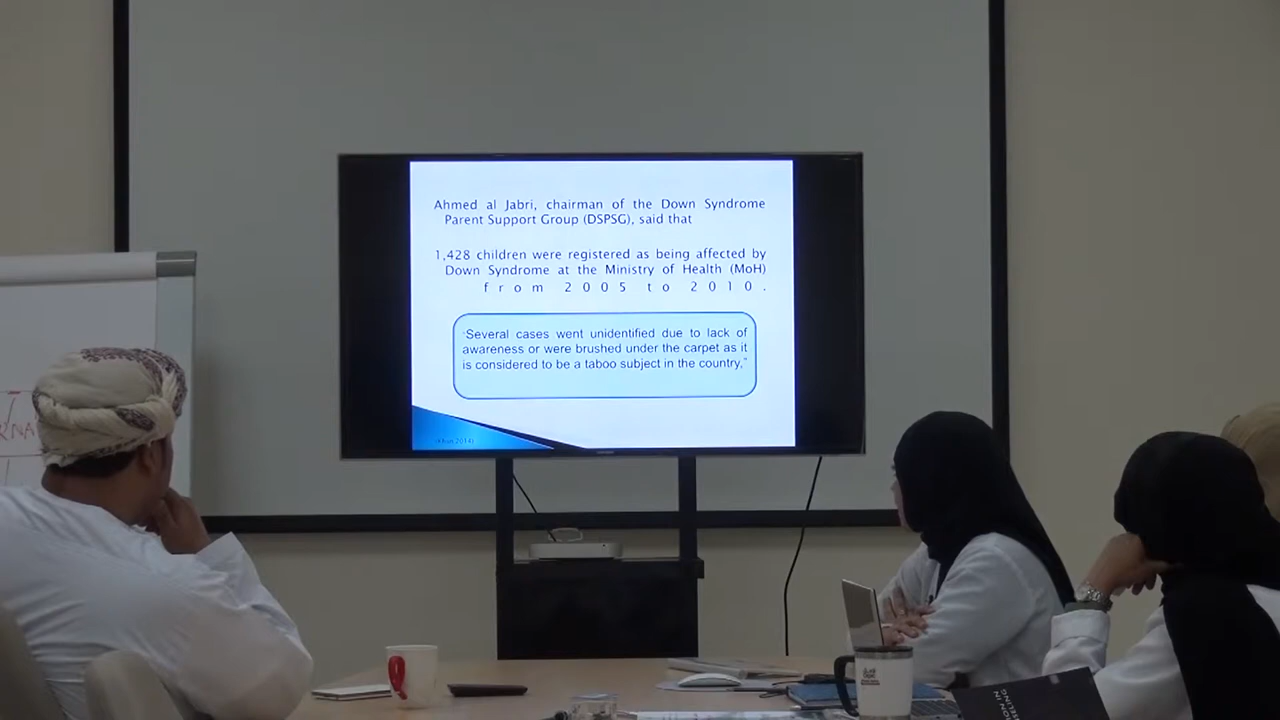 Ahmed al Jabri, chairman of the Down Syndrome
Parent Support Group (DSPSG), said that
1,428 children were registered as being affected by
Down Syndrome at the Ministry of Health (MoH)
from 2005 to 2010.
"Several cases went unidentified due to lack of
awareness or were brushed under the carpet as it
is considered to be a taboo subject in the country,"
2014)